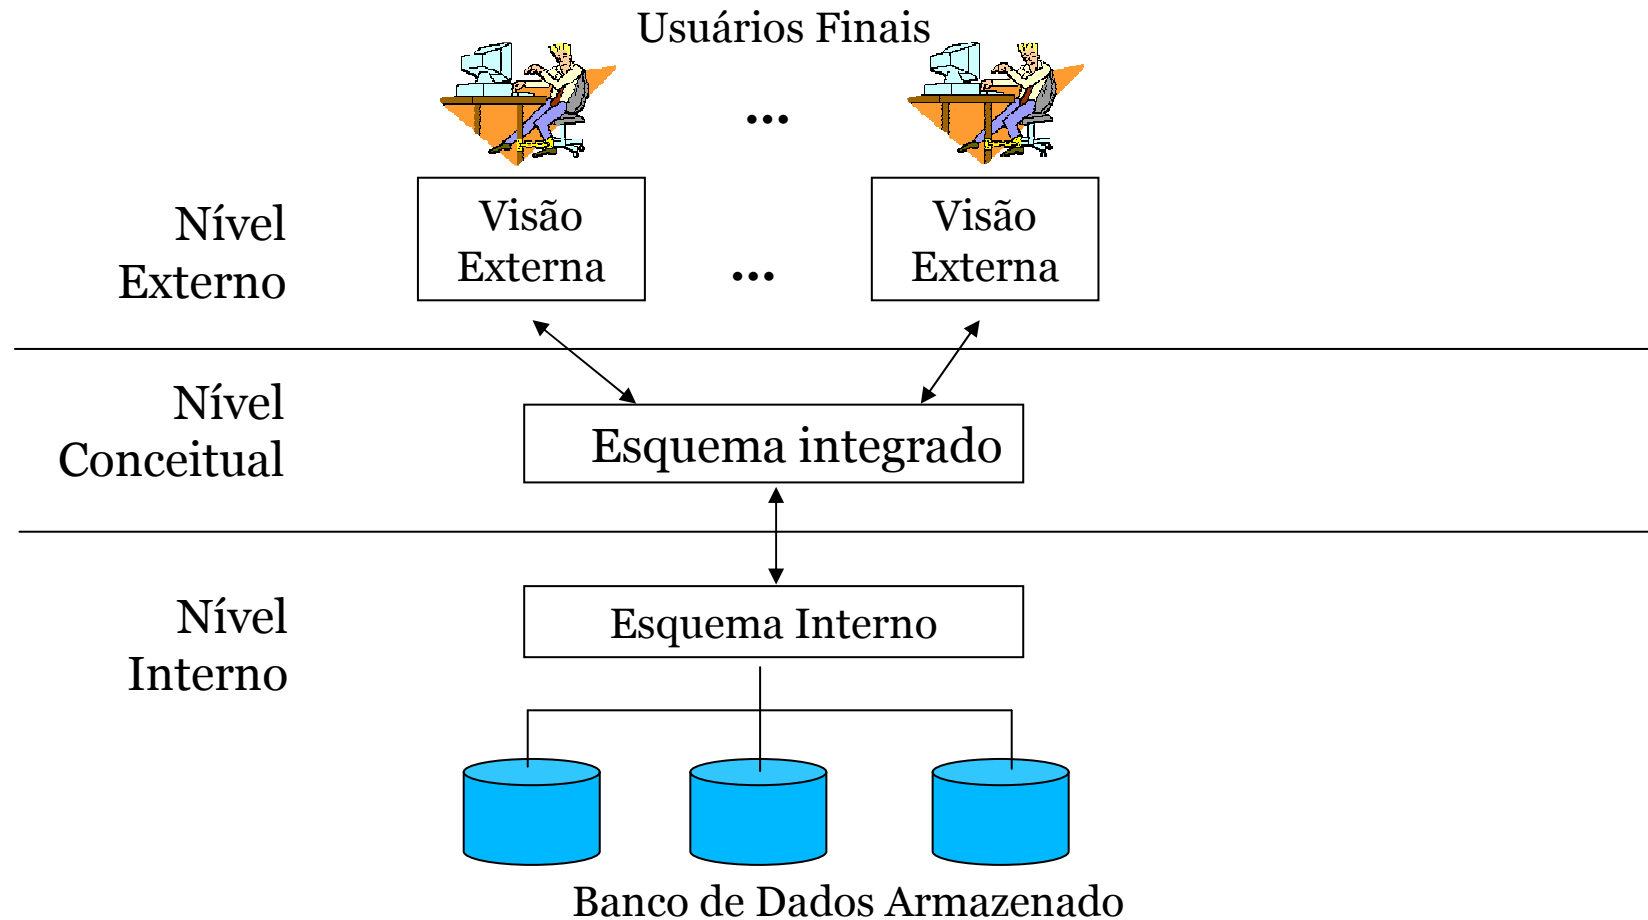 Usuários Finais
...
Nível
Externo
Visão
Externa
...
Visão
Externa
Nível
Conceitual
Esquema integrado
Nível
Interno
Esquema Interno
Banco de Dados Armazenado